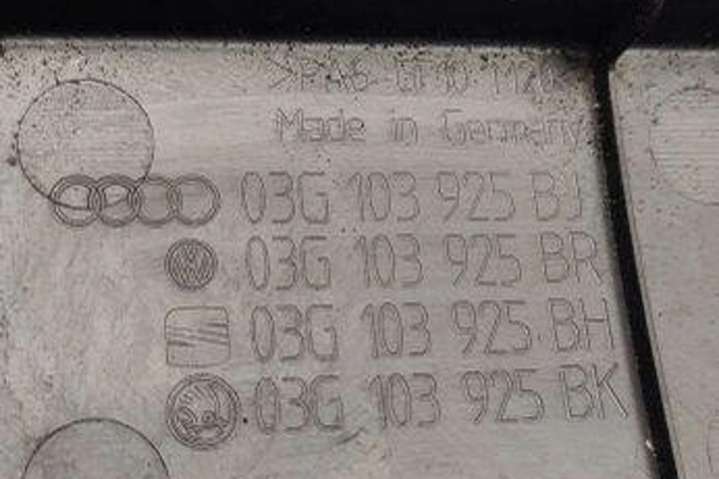 Made in Germany
03G 103 925 BJ
03G 103 925 BR
03G 103 925 BH
03G 103 925 BK